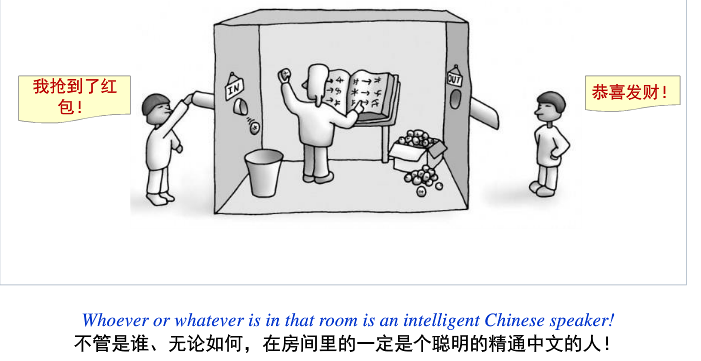 我抢到了红
包！
恭喜发财！
IN
OUT
Whoever or whatever is in that room is an intelligent Chinese speaker!
不管是谁、无论如何，在房间里的一定是个聪明的精通中文的人！